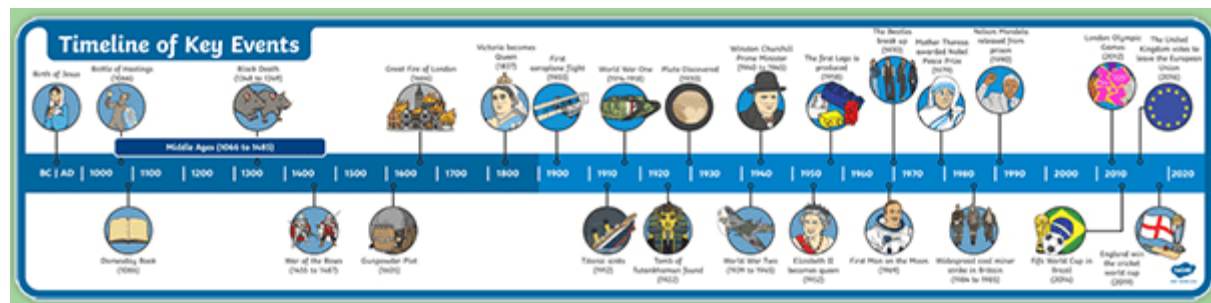 Timeline of Key Events
Birth of Jesus
Battle of Hastings
(1066)
Black Death
(1348 to 1349)
Great Fire of London
(1666)
Victoria becomes
Queen
(1837)
First
aeroplane flight
(1903)
World War One
(1914-1918)
Pluto Discovered
(1930)
Winston Churchill
Prime Minister
(1940 to 1945)
The first Lego is
produced
(1958)
The Beatles
break up
(1970)
Mother Theresa
awarded Nobel
Peace Prize
(1979)
Nelson Mandela
released from
prison
(1990)
London Olympic
Games
(2012)
The United
Kingdom votes to
leave the European
Union
(2016)
Middle Ages (1066 to 1485)
BC | AD | 1000 | 1100 | 1200 | 1300 | 1400 | 1500 | 1600 | 1700 | 1800 | 1900 | 1910 | 1920 | 1930 | 1940 | 1950 | 1960 | 1970 | 1980 | 1990 | 2000 | 2010 | 2020
Domesday Book
(1086)
War of the Roses
(1455 to 1487)
Gunpowder Plot
(1605)
Titanic sinks
(1912)
Tomb of
Tutankhamun found
(1922)
World War Two
(1939 to 1945)
Elizabeth II
becomes queen
(1952)
First Man on the Moon
(1969)
Widespread coal miner
strike in Britain
(1984 to 1985)
Fifa World Cup in
Brazil
(2014)
England win
the cricket
world cup
(2019)